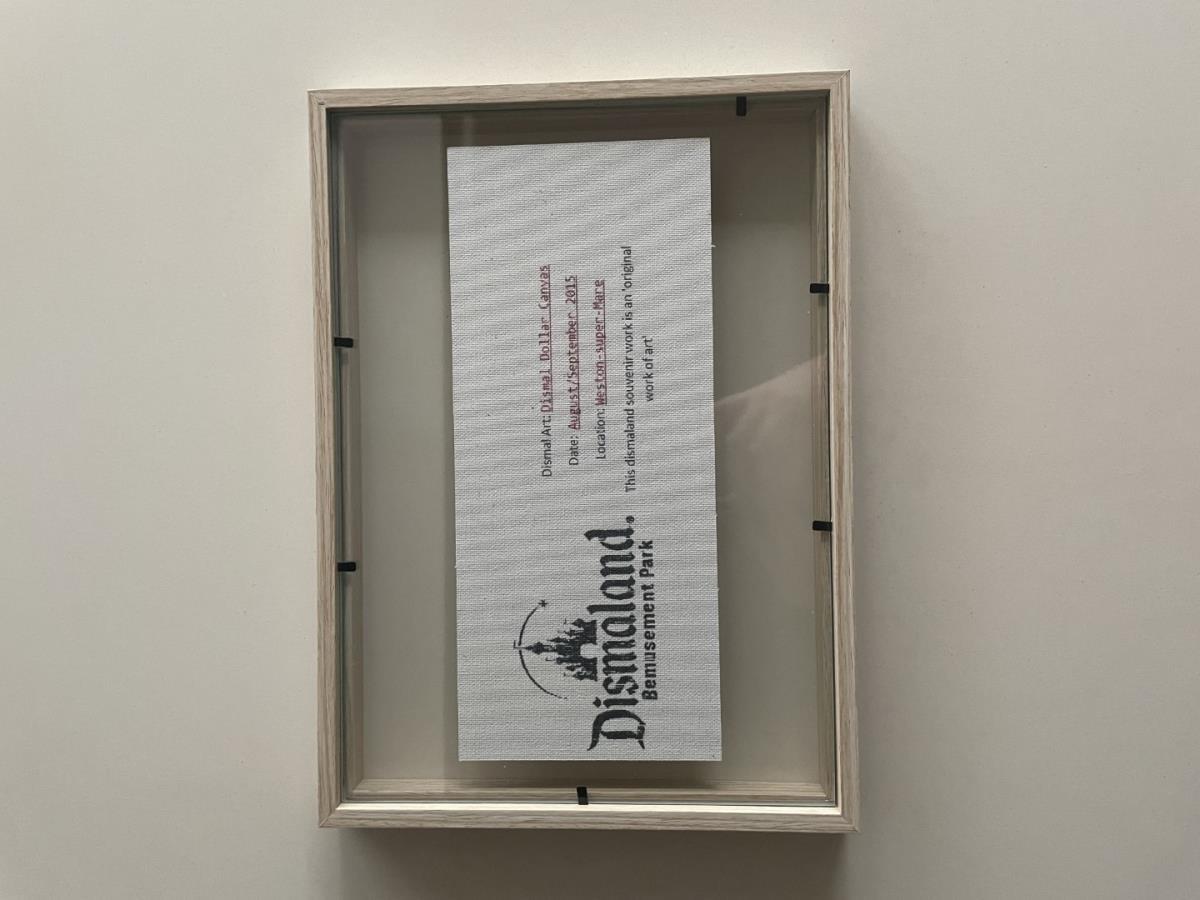 Dismaland.
Bemusement Park
Dismal Art: Dismal Dollar Canvas
Date: August/September 2015
Location: Weston-super-Mare
This dismaland souvenir work is an 'original
work of art'